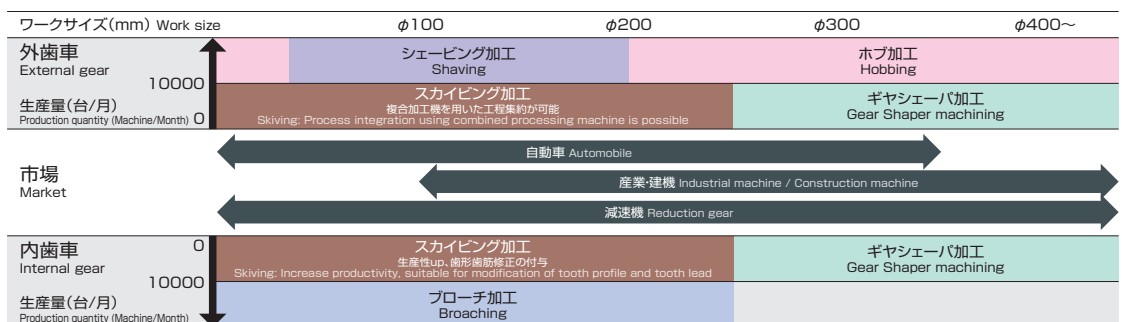 ワークサイズ(mm) Work size φ100 φ200 φ300 φ400〜
外歯車
External gear
10000
生産量(台/月)
Production quantity (Machine/Month) 0
シェービング加工
Shaving
ホブ加工
Hobbing
スカイビング加工
複合加工機を用いた工程集約が可能
Skiving: Process integration using combined processing machine is possible
ギヤシェーパ加工
Gear Shaper machining
市場
Market
自動車 Automobile
産業・建機 Industrial machine / Construction machine
減速機 Reduction gear
内歯車
Internal gear
0
10000
生産量(台/月)
Production quantity (Machine/Month)
スカイビング加工
生産性up、歯形歯筋修正の付与
Skiving: Increase productivity, suitable for modification of tooth profile and tooth lead
ギヤシェーパ加工
Gear Shaper machining
ブローチ加工
Broaching